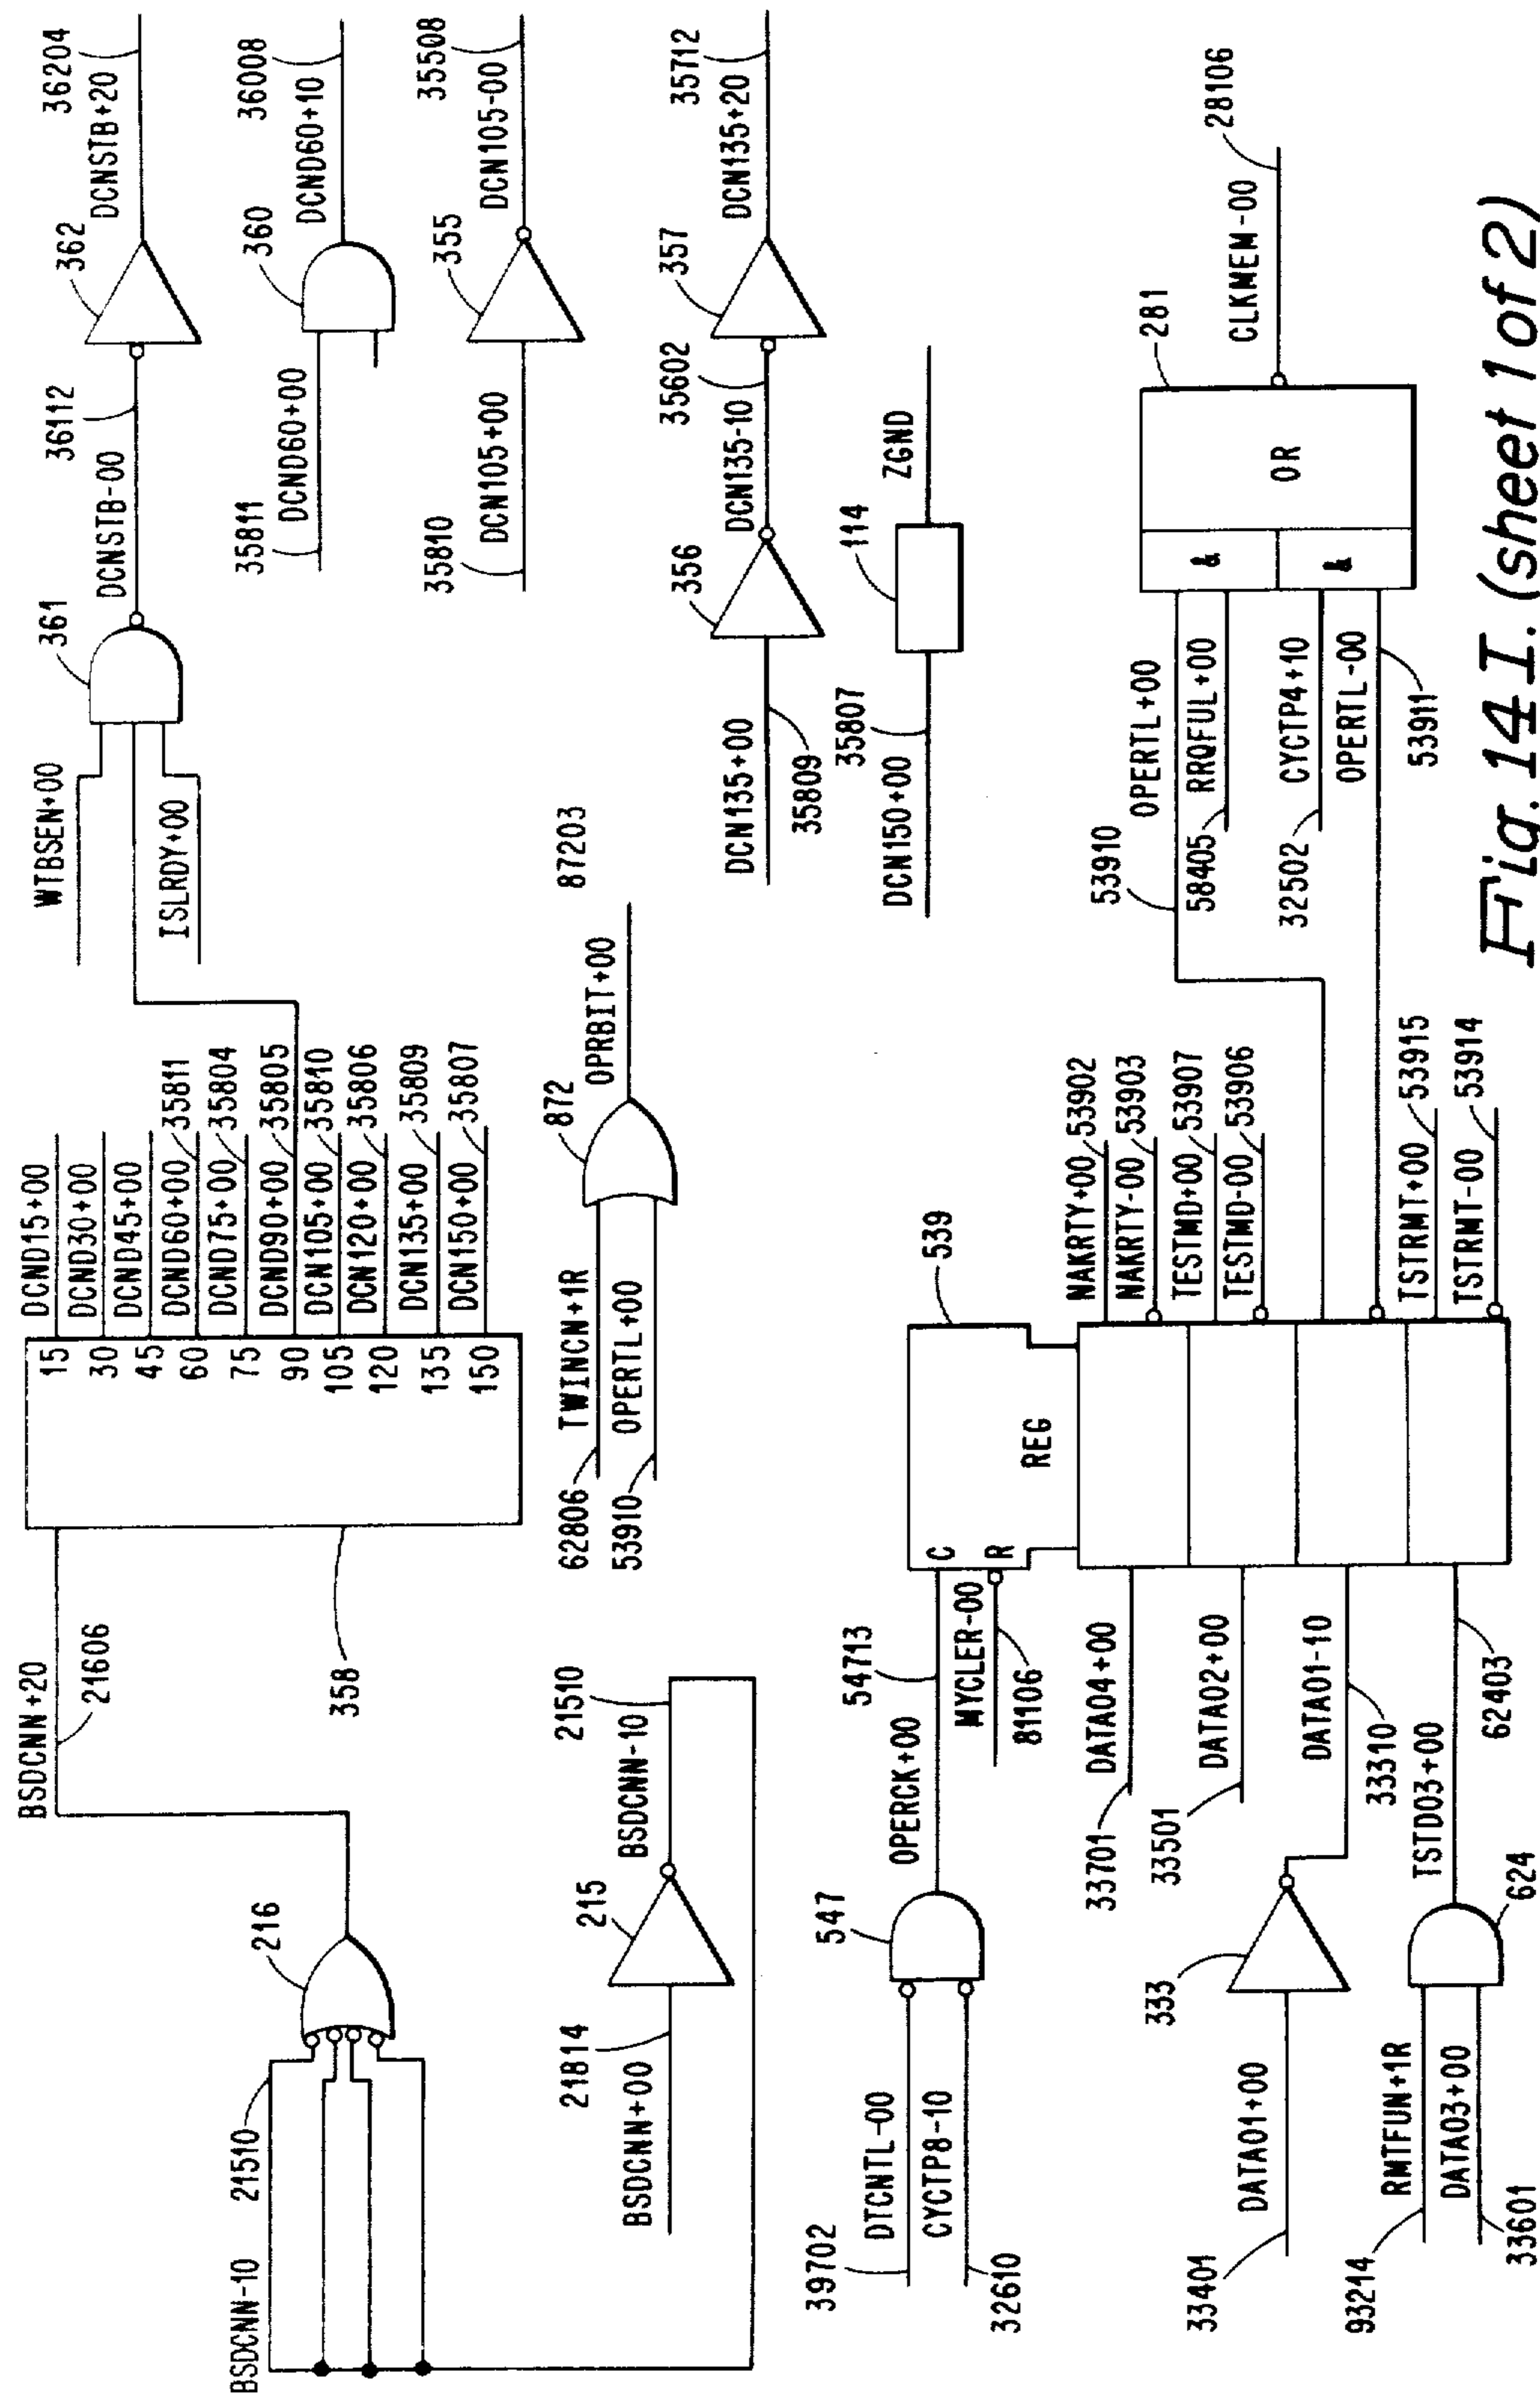 BSDCNN-10
21510
216
BSDCNN+20
21606
358
15
30
45
60
75
90
105
120
135
150
DCND15+00
DCND30+00
DCND45+00
DCND60+00
35811
DCND75+00
35804
DCND90+00
35805
DCN105+00
35810
DCN120+00
35806
DCN135+00
35809
DCN150+00
35807
WTBSEN+00
ISLRDY+00
361
DCNSTB-00
36112
362
DCNSTB+20
36204
35811
DCND60+00
360
DCND60+10
36008
35810
DCN105+00
355
DCN105-00
35508
BSDCNN+00
21814
215
BSDCNN-10
21510
62806
TWINCN+1R
53910
OPERTL+00
872
OPRBIT+00
87203
DCN135+00
35809
356
DCN135-10
35602
357
DCN135+20
35712
DCN150+00
35807
114
ZGND
39702
DTCNTL-00
CYCTP8-10
32610
547
OPERCK+00
54713
MYCLER-00
81106
C
R
REG
539
33701
DATA04+00
33501
DATA02+00
33401
DATA01+00
333
DATA01-10
33310
93214
RMTFUN+1R
DATA03+00
33601
624
TSTD03+00
62403
NAKRTY+00
53902
NAKRTY-00
53903
TESTMD+00
53907
TESTMD-00
53906
TSTRMT+00
53915
TSTRMT-00
53914
53910
OPERTL+00
58405
RRQFUL+00
32502
CYCTP4+10
OPERTL-00
53911
&
&
OR
281
CLKMEM-00
28106
Fig. 14I. (sheet 1 of 2)